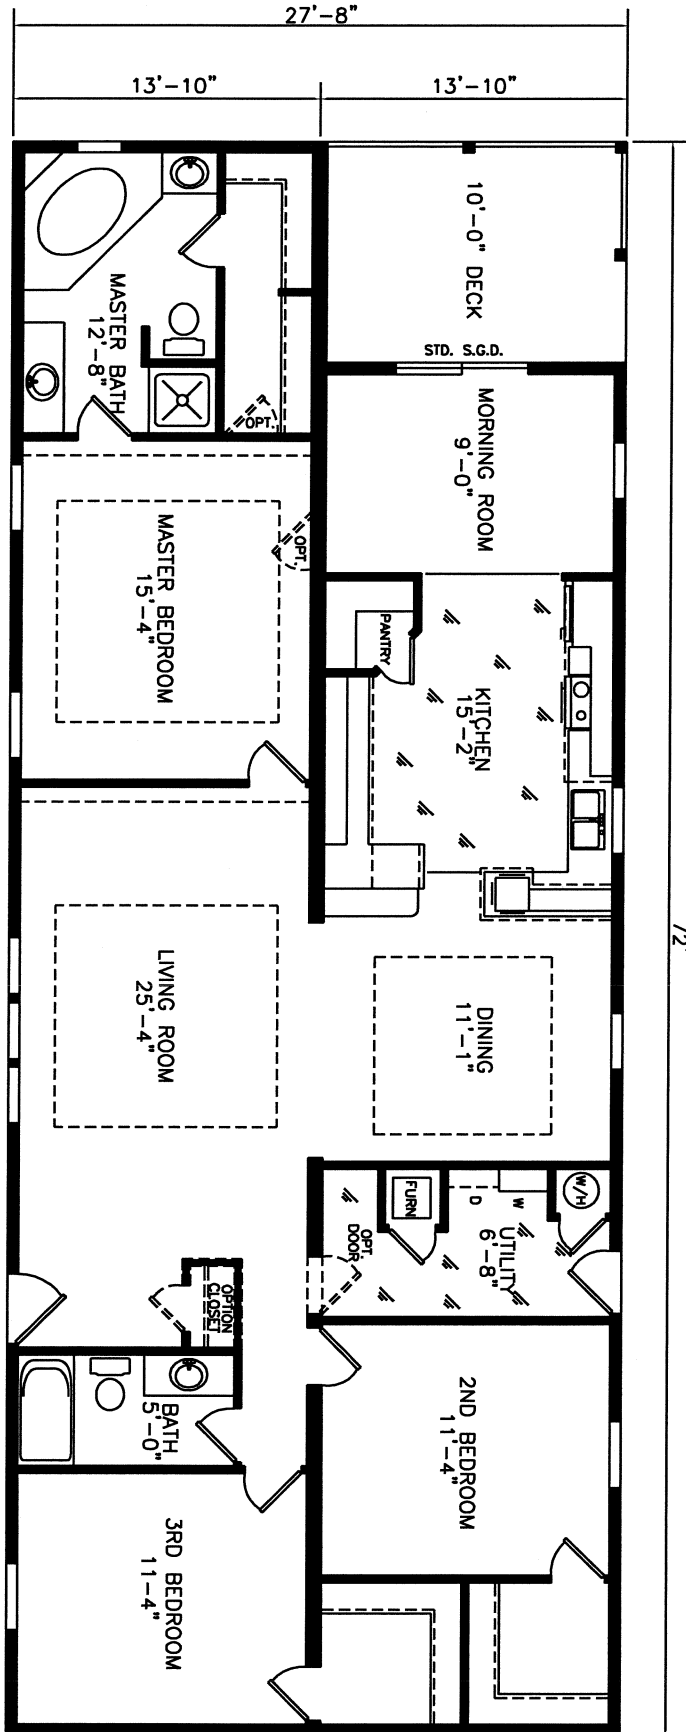 27'-8"
13'-10"
13'-10"
10'-0" DECK
STD. S.G.D.
MASTER BATH
12'-8"
OPT.
MORNING ROOM
9'-0"
MASTER BEDROOM
15'-4"
OPT.
PANTRY
KITCHEN
15'-2"
72'
LIVING ROOM
25'-4"
DINING
11'-1"
W/H
FURN
D
W
UTILITY
6'-8"
OPT.
DOOR
OPTION
CLOSET
BATH
5'-0"
2ND BEDROOM
11'-4"
3RD BEDROOM
11-4"